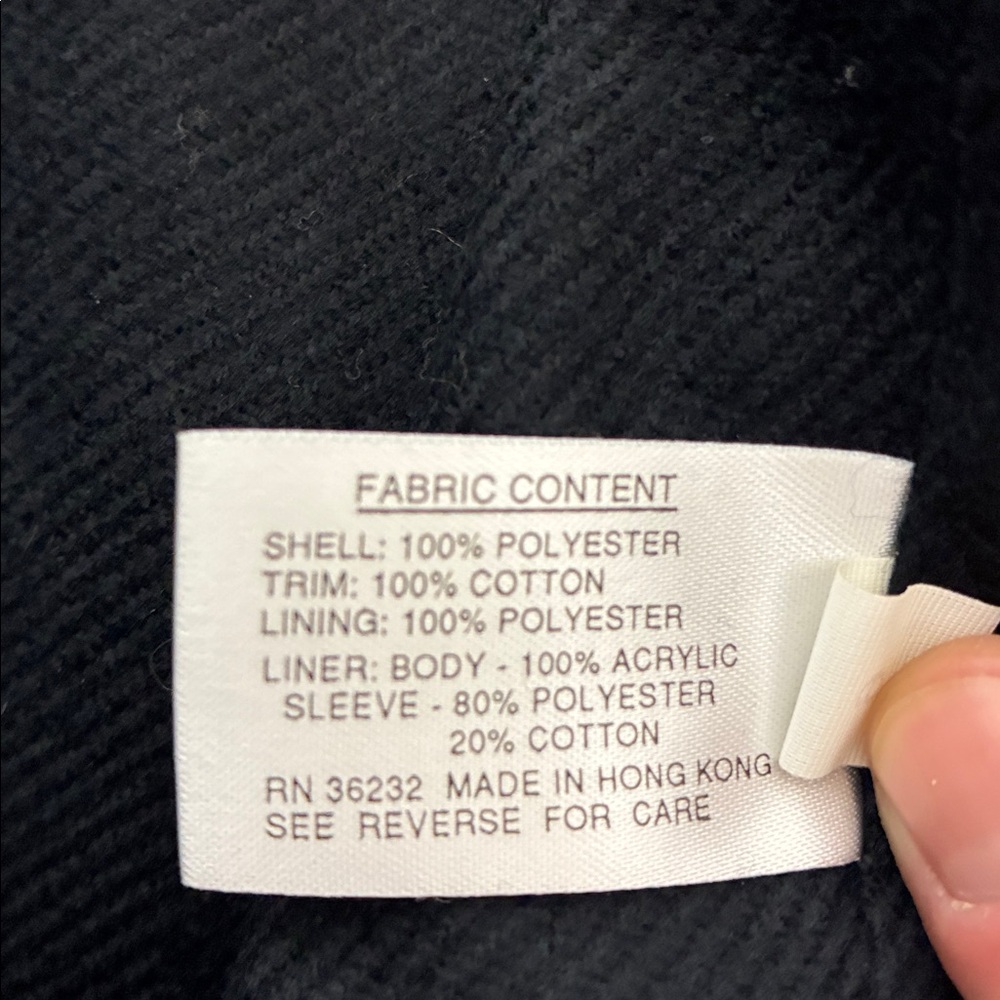 FABRIC CONTENT
SHELL: 100% POLYESTER
TRIM: 100% COTTON
LINING: 100% POLYESTER
LINER: BODY - 100% ACRYLIC
SLEEVE - 80% POLYESTER
20% COTTON
RN 36232 MADE IN HONG KONG
SEE REVERSE FOR CARE